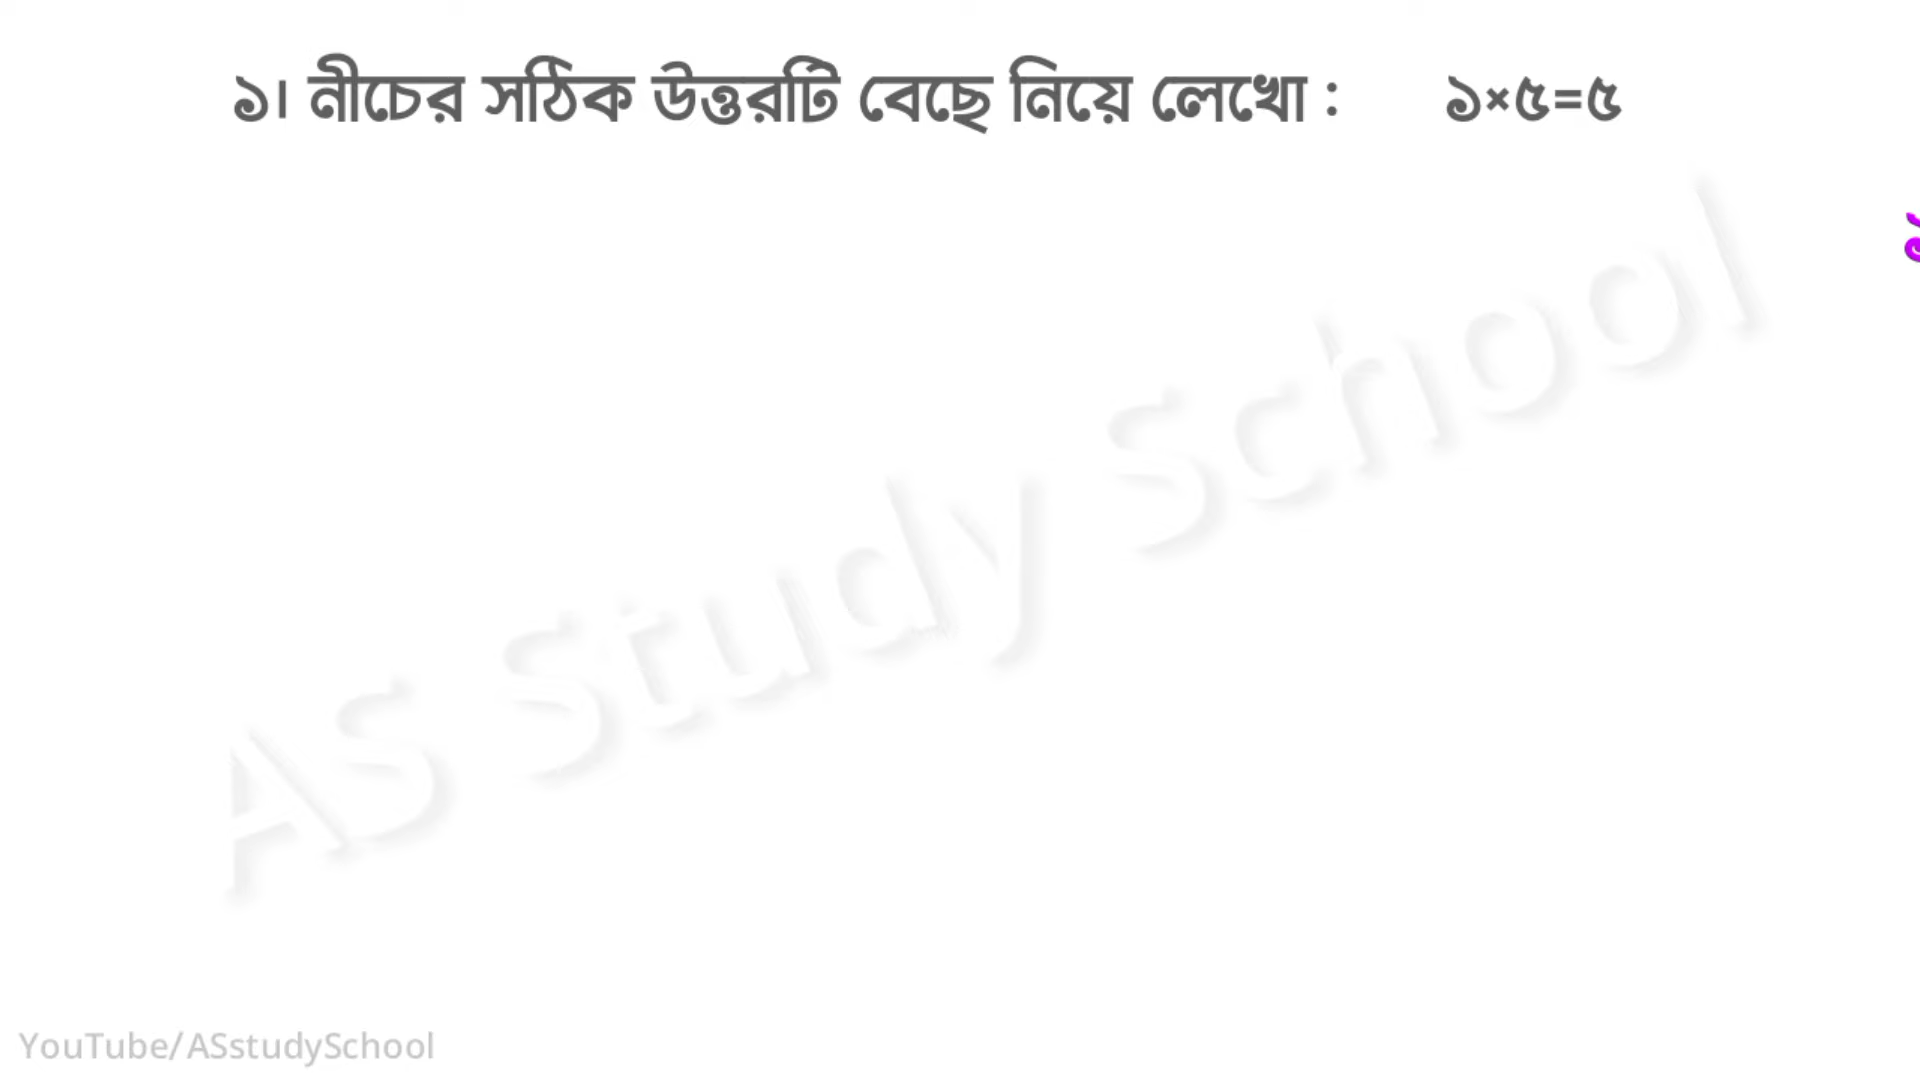 ১। নীচের সঠিক উত্তরটি বেছে নিয়ে লেখো : ১×৫=৫
AS Study School
YouTube/ASstudySchool